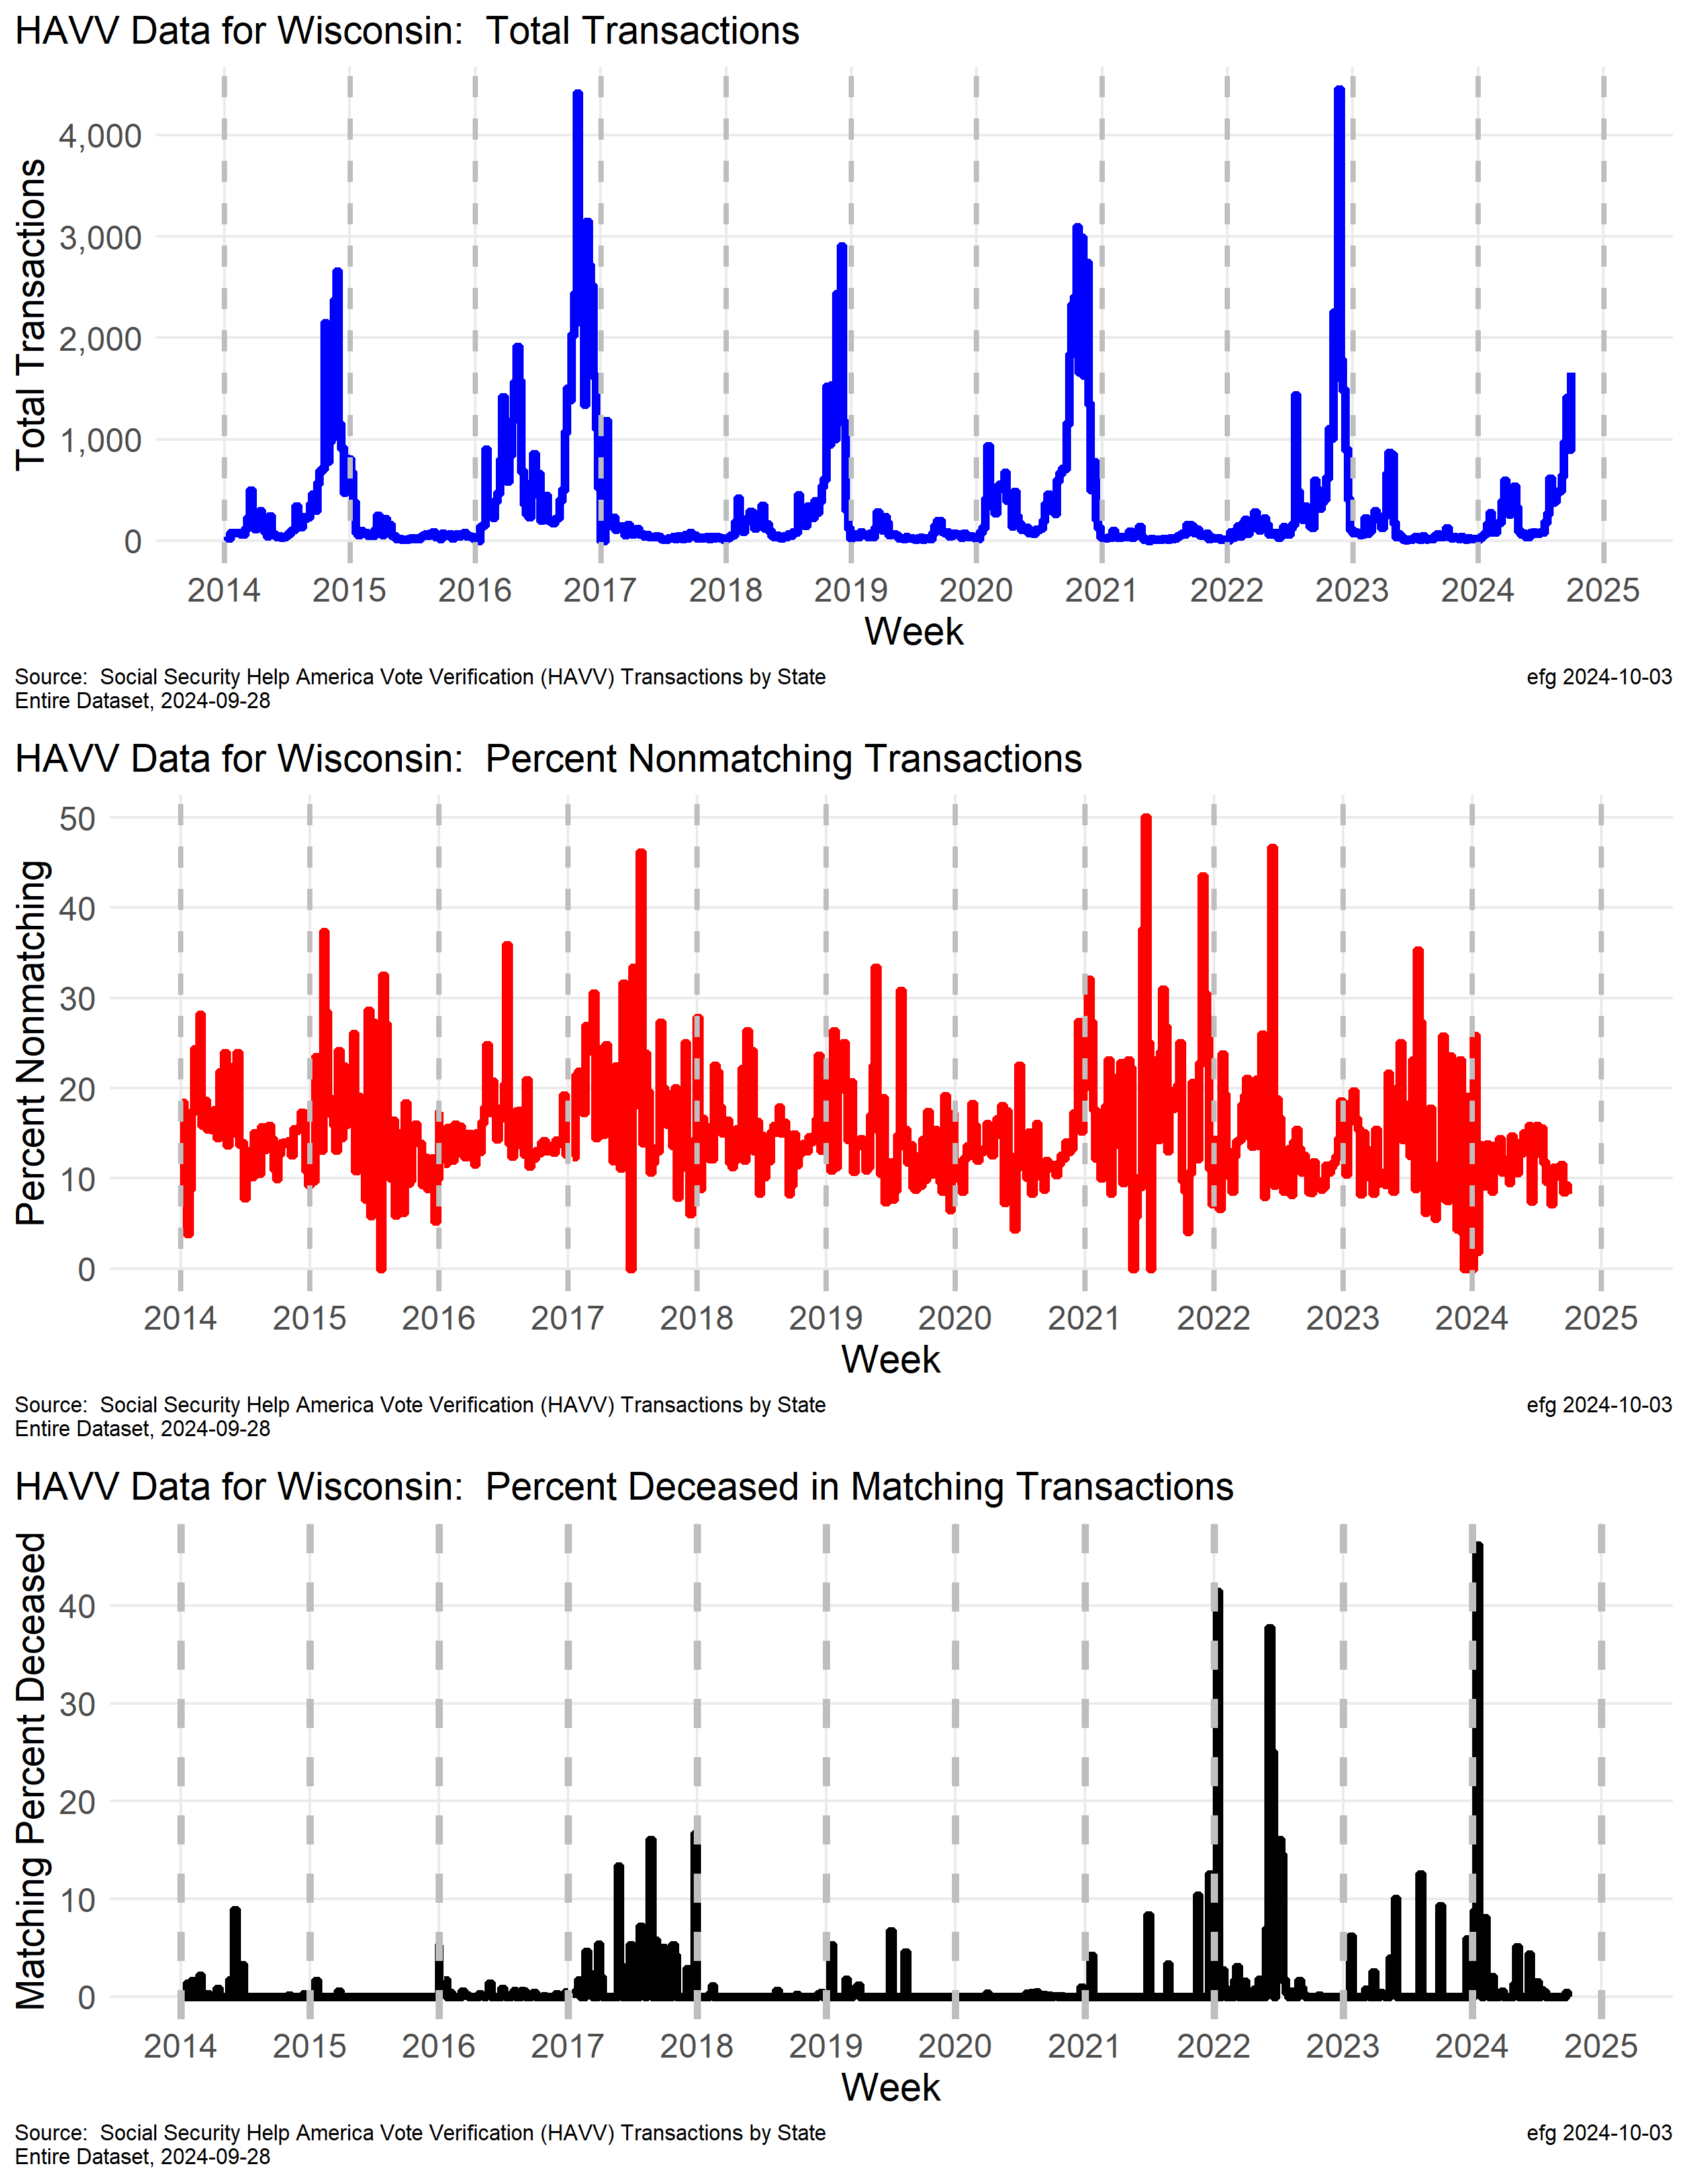 HAVV Data for Wisconsin:  Total Transactions
Total Transactions
4,000
3,000
2,000
1,000
0
2014 2015 2016 2017 2018 2019 2020 2021 2022 2023 2024 2025
Week
Source:  Social Security Help America Vote Verification (HAVV) Transactions by State
Entire Dataset, 2024-09-28
efg 2024-10-03
HAVV Data for Wisconsin:  Percent Nonmatching Transactions
Percent Nonmatching
50
40
30
20
10
0
2014 2015 2016 2017 2018 2019 2020 2021 2022 2023 2024 2025
Week
Source:  Social Security Help America Vote Verification (HAVV) Transactions by State
Entire Dataset, 2024-09-28
efg 2024-10-03
HAVV Data for Wisconsin:  Percent Deceased in Matching Transactions
Matching Percent Deceased
40
30
20
10
0
2014 2015 2016 2017 2018 2019 2020 2021 2022 2023 2024 2025
Week
Source:  Social Security Help America Vote Verification (HAVV) Transactions by State
Entire Dataset, 2024-09-28
efg 2024-10-03